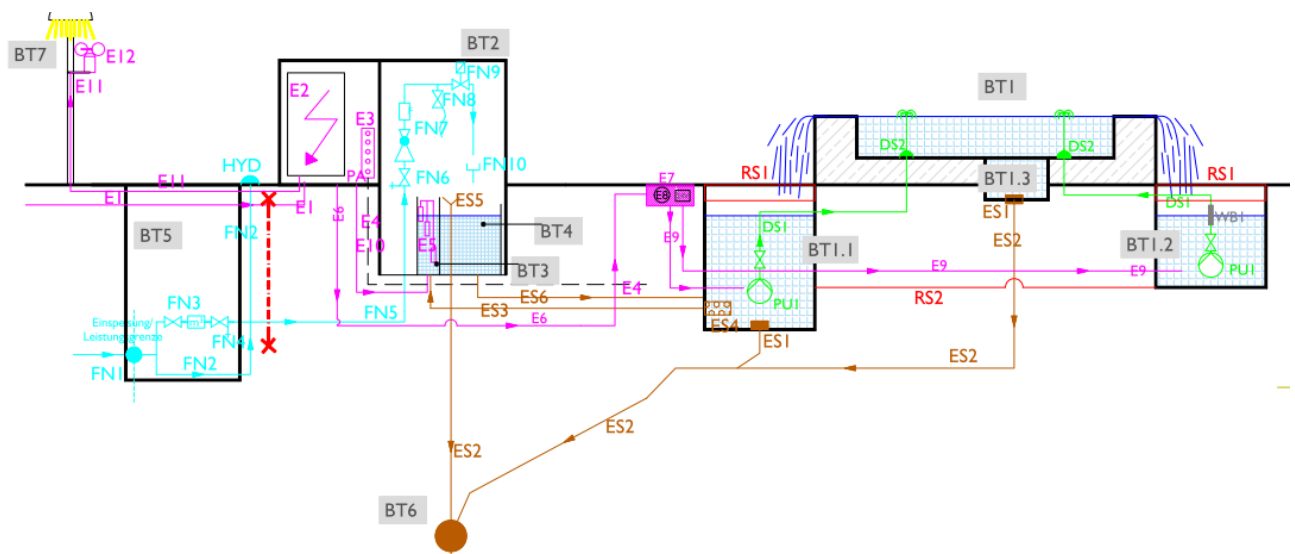 BT7
E12
E11
BT2
E2
E3
FN9
FN8
FN7
BT1
DS2
DS2
HYD
FN10
FN6
PA
E7
E8
RS1
RS1
BT1.3
E11
E1
E1
E6
ES5
ES1
DS1
WB1
BT5
FN2
E4
E10
E5
BT4
E9
DS1
ES2
BT1.1
BT1.2
BT3
E9
E9
PU1
FN3
FN5
E4
ES6
PU1
RS2
Einspeisung/
Leistungsgrenze
m³
FN4
ES3
E6
ES4
ES1
FN1
FN2
ES2
ES2
ES2
BT6